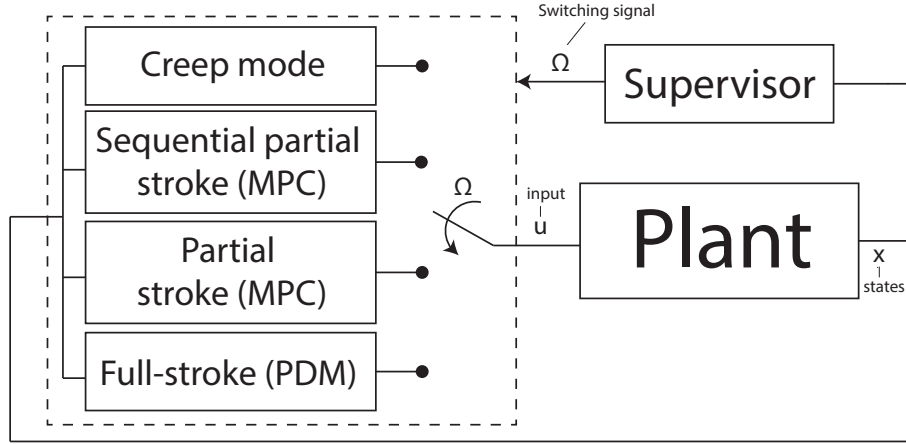 Switching signal
Creep mode
Ω
Supervisor
Sequential partial
stroke (MPC)
Ω
input
u
Plant
Partial
stroke (MPC)
x
states
Full-stroke (PDM)